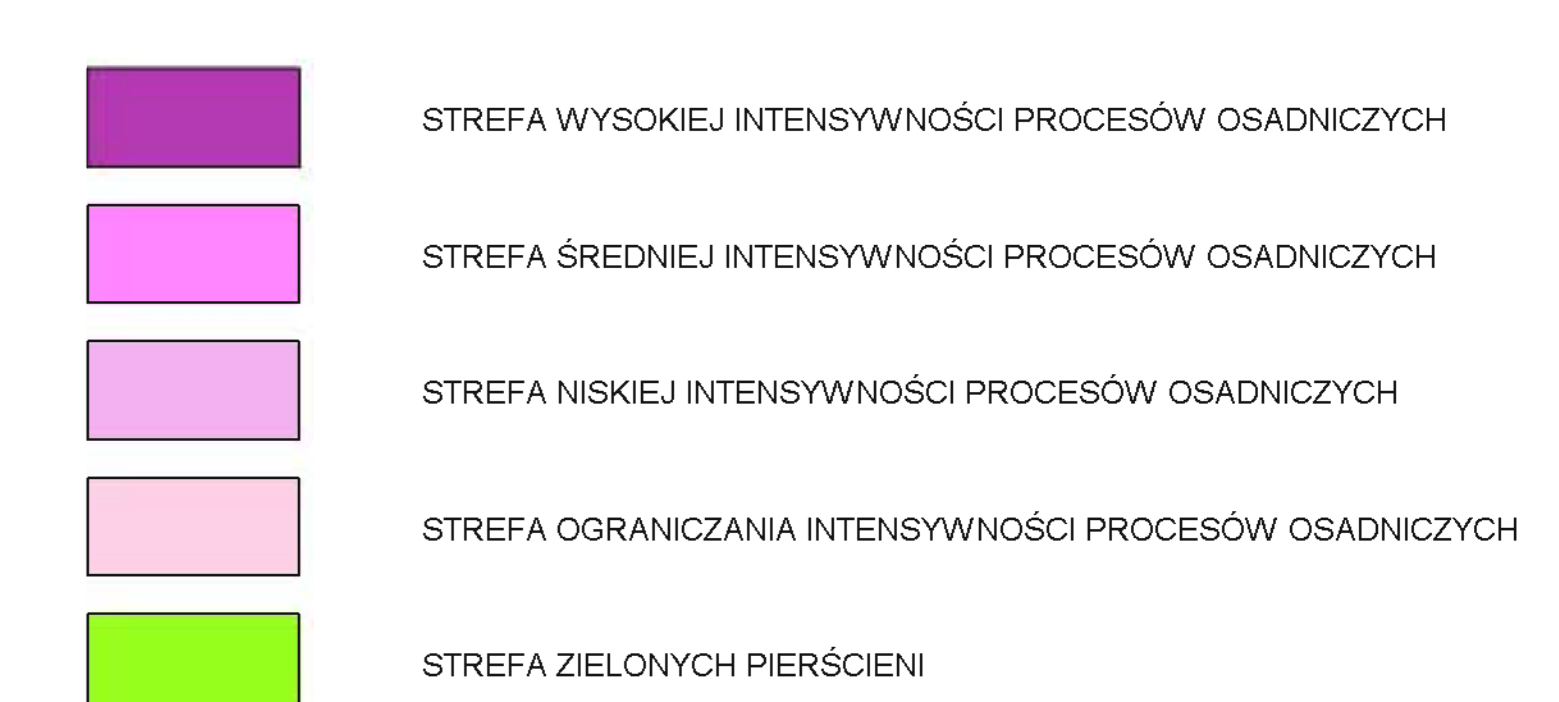 STREFA WYSOKIEJ INTENSYWNOŚCI PROCESÓW OSADNICZYCH
STREFA ŚREDNIEJ INTENSYWNOŚCI PROCESÓW OSADNICZYCH
STREFA NISKIEJ INTENSYWNOŚCI PROCESÓW OSADNICZYCH
STREFA OGRANICZANIA INTENSYWNOŚCI PROCESÓW OSADNICZYCH
STREFA ZIELONYCH PIERŚCIENI